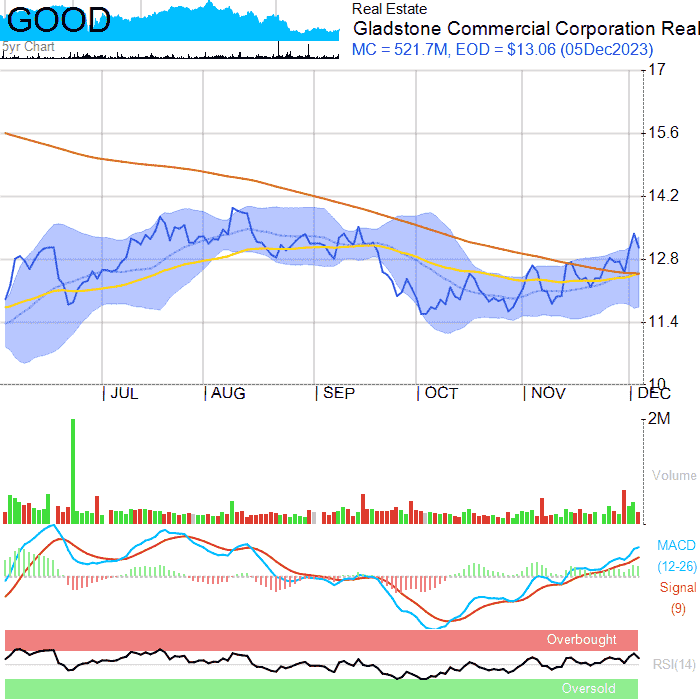 GOOD
5yr Chart
Real Estate
Gladstone Commercial Corporation Real
MC = 521.7M, EOD = $13.06 (05Dec2023)
17
15.6
14.2
12.8
11.4
10
JUL AUG SEP OCT NOV DEC
2M
Volume
MACD
(12-26)
Signal
(9)
Overbought
RSI(14)
Oversold